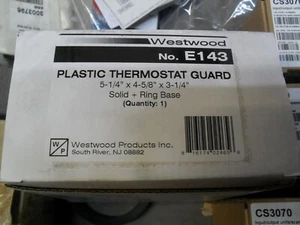 Westwood
No. E143
PLASTIC THERMOSTAT GUARD
5-1/4" x 4-5/8" x 3-1/4"
Solid + Ring Base
(Quantity: 1)
W/P
Westwood Products Inc.
South River, NJ 08882
CS3070
CS3070